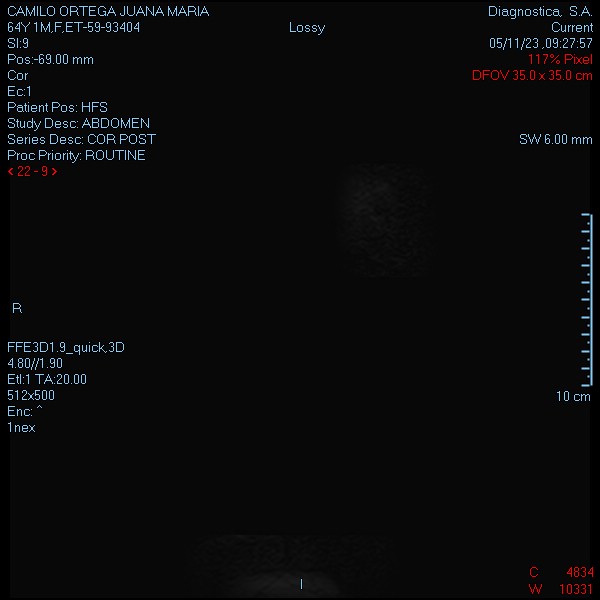 CAMILO ORTEGA JUANA MARIA
64Y 1M,F,ET-59-93404
Sl:9
Pos:-69.00 mm
Cor
Ec:1
Patient Pos: HFS
Study Desc: ABDOMEN
Series Desc: COR POST
Proc Priority: ROUTINE
< 22 - 9 >
Lossy
Diagnostica, S.A.
Current
05/11/23 ,09:27:57
117% Pixel
DFOV 35.0 x 35.0 cm
SW 6.00 mm
R
FFE3D1.9_quick,3D
4.80//1.90
Etl:1 TA:20.00
512x500
Enc: ^
1nex
10 cm
I
C 4834
W 10331